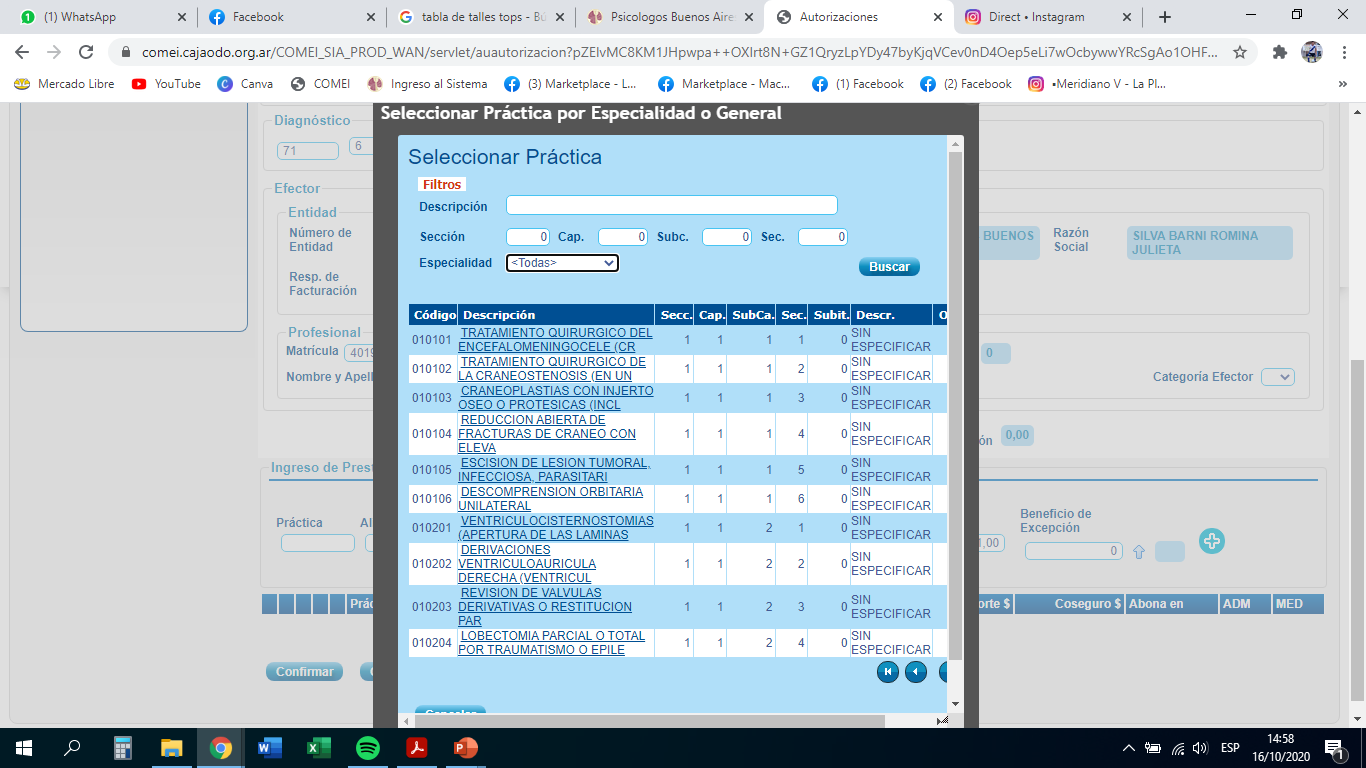 (1) WhatsApp
Facebook
tabla de talles tops - Bú
Psicologos Buenos Aire
Autorizaciones
Direct • Instagram
comei.cajaodo.org.ar/COMEI_SIA_PROD_WAN/servlet/auautorizacion?pZEIvMC8KM1JHpwpa++OXIrt8N+GZ1QryzLpYDy47byKjqVCev0nD4Oep5eLi7wOcbywwYRcSgAo1OHF...
Mercado Libre
YouTube
Canva
COMEI
Ingreso al Sistema
(3) Marketplace - L...
Marketplace - Mac...
(1) Facebook
(2) Facebook
•Meridiano V - La Pl...
Seleccionar Práctica por Especialidad o General
Diagnóstico
71 6
Efector
Entidad
Número de
Entidad
Resp. de
Facturación
BUENOS
Razón
Social
SILVA BARNI ROMINA
JULIETA
Profesional
Matrícula 4019
Nombre y Apell
0
Categoría Efector
ón 0,00
Ingreso de Prest
Práctica Al
1,00
Beneficio de
Excepción
0
Prác orte $ Coseguro $ Abona en ADM MED
Confirmar
C
Seleccionar Práctica
Filtros
Descripción
Sección 0 Cap. 0 Subc. 0 Sec. 0
Especialidad <Todas>
Buscar
Código Descripción Secc. Cap. SubCa. Sec. Subit. Descr. O
010101 TRATAMIENTO QUIRURGICO DEL
ENCEFALOMENINGOCELE (CR 1 1 1 1 0 SIN
ESPECIFICAR
010102 TRATAMIENTO QUIRURGICO DE
LA CRANEOSTENOSIS (EN UN 1 1 1 2 0 SIN
ESPECIFICAR
010103 CRANEOPLASTIAS CON INJERTO
OSEO O PROTESICAS (INCL 1 1 1 3 0 SIN
ESPECIFICAR
010104 REDUCCION ABIERTA DE
FRACTURAS DE CRANEO CON
ELEVA 1 1 1 4 0 SIN
ESPECIFICAR
010105 ESCISION DE LESION TUMORAL,
INFECCIOSA, PARASITARI 1 1 1 5 0 SIN
ESPECIFICAR
010106 DESCOMPRENSION ORBITARIA
UNILATERAL 1 1 1 6 0 SIN
ESPECIFICAR
010201 VENTRICULOCISTERNOSTOMIAS
(APERTURA DE LAS LAMINAS 1 1 2 1 0 SIN
ESPECIFICAR
010202 DERIVACIONES
VENTRICULOAURICULA
DERECHA (VENTRICUL 1 1 2 2 0 SIN
ESPECIFICAR
010203 REVISION DE VALVULAS
DERIVATIVAS O RESTITUCION
PAR 1 1 2 3 0 SIN
ESPECIFICAR
010204 LOBECTOMIA PARCIAL O TOTAL
POR TRAUMATISMO O EPILE 1 1 2 4 0 SIN
ESPECIFICAR
Cancelar
ESP
14:58
16/10/2020
1